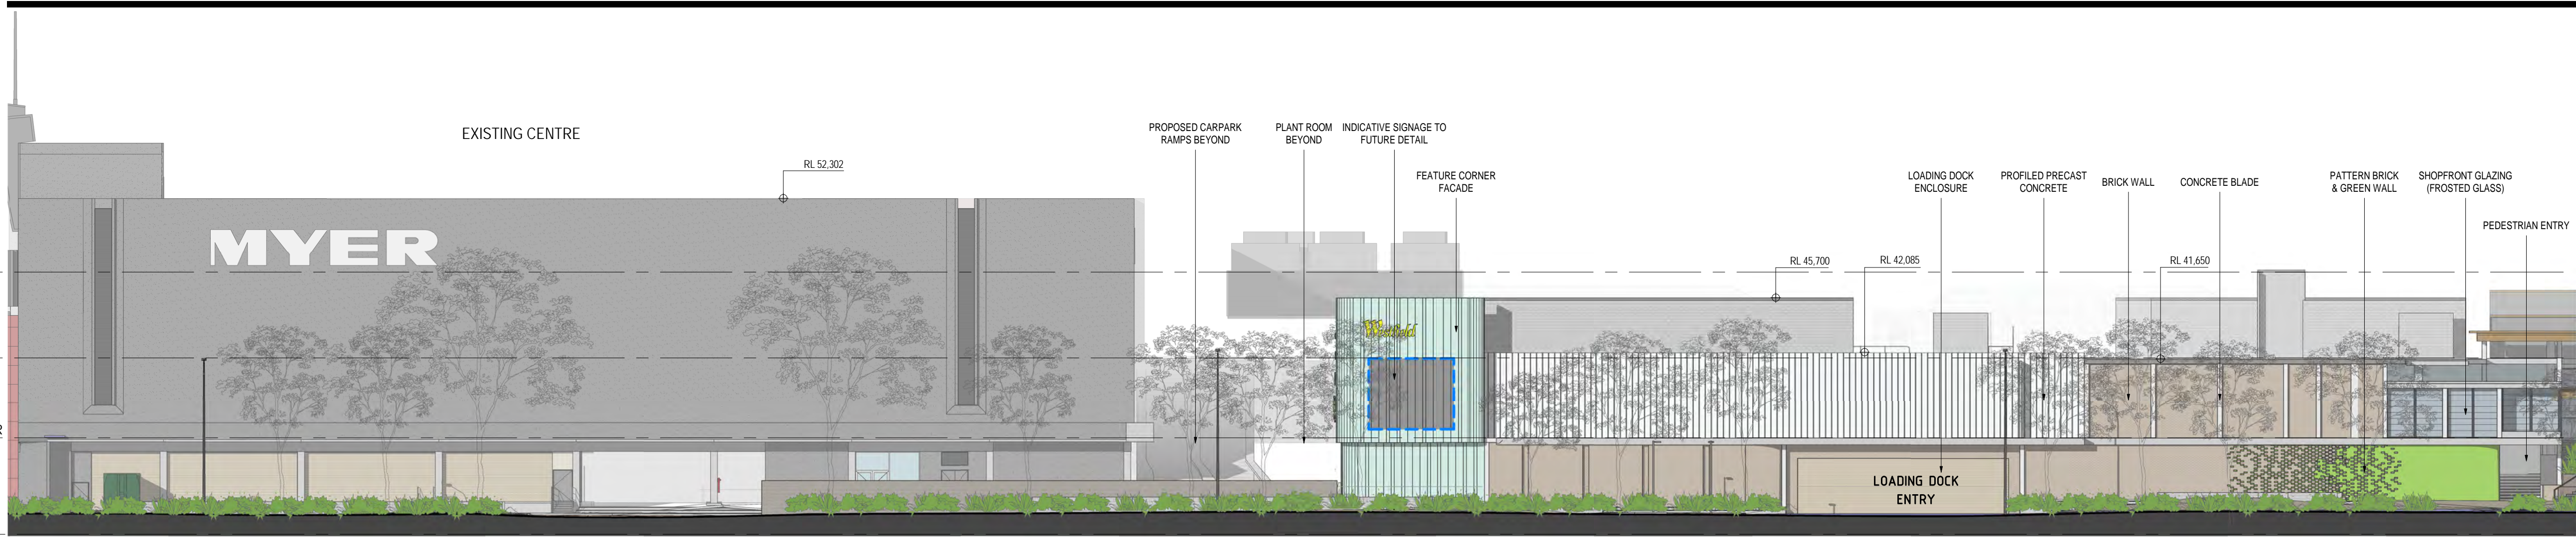 EXISTING CENTRE
MYER
RL 52,302
PROPOSED CARPARK
RAMPS BEYOND
PLANT ROOM
BEYOND
INDICATIVE SIGNAGE TO
FUTURE DETAIL
FEATURE CORNER
FACADE
Westfield
RL 45,700
RL 42,085
LOADING DOCK
ENCLOSURE
PROFILED PRECAST
CONCRETE
BRICK WALL
CONCRETE BLADE
RL 41,650
PATTERN BRICK
& GREEN WALL
SHOPFRONT GLAZING
(FROSTED GLASS)
PEDESTRIAN ENTRY
LOADING DOCK
ENTRY